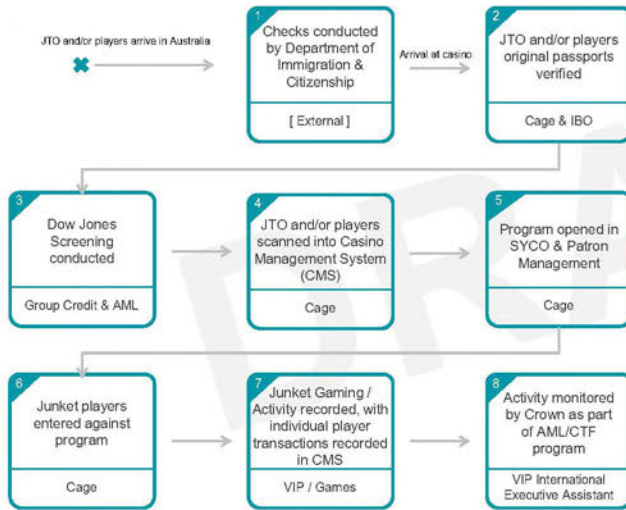 JTO and/or players arrive in Australia
1
Checks conducted
by Department of
Immigration &
Citizenship
[ External ]
Arrival at casino
2
JTO and/or players
original passports
verified
Cage & IBO
3
Dow Jones
Screening
conducted
Group Credit & AML
4
JTO and/or players
scanned into Casino
Management System
(CMS)
Cage
5
Program opened in
SYCO & Patron
Management
Cage
6
Junket players
entered against
program
Cage
7
Junket Gaming /
Activity recorded, with
individual player
transactions recorded
in CMS
VIP / Games
8
Activity monitored
by Crown as part
of AML/CTF
program
VIP International
Executive Assistant
DRA